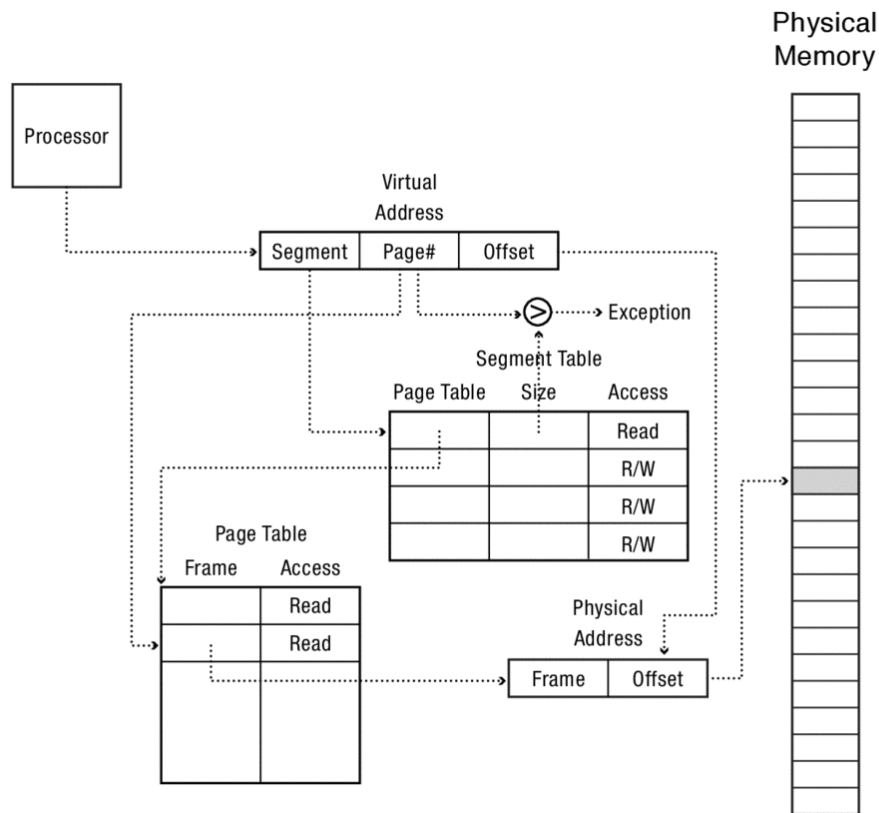 Physical
Memory
Processor
Virtual
Address
Segment Page# Offset
> Exception
Segment Table
Page Table Size Access
Read
R/W
R/W
R/W
Page Table
Frame Access
Read
Read
Physical
Address
Frame Offset